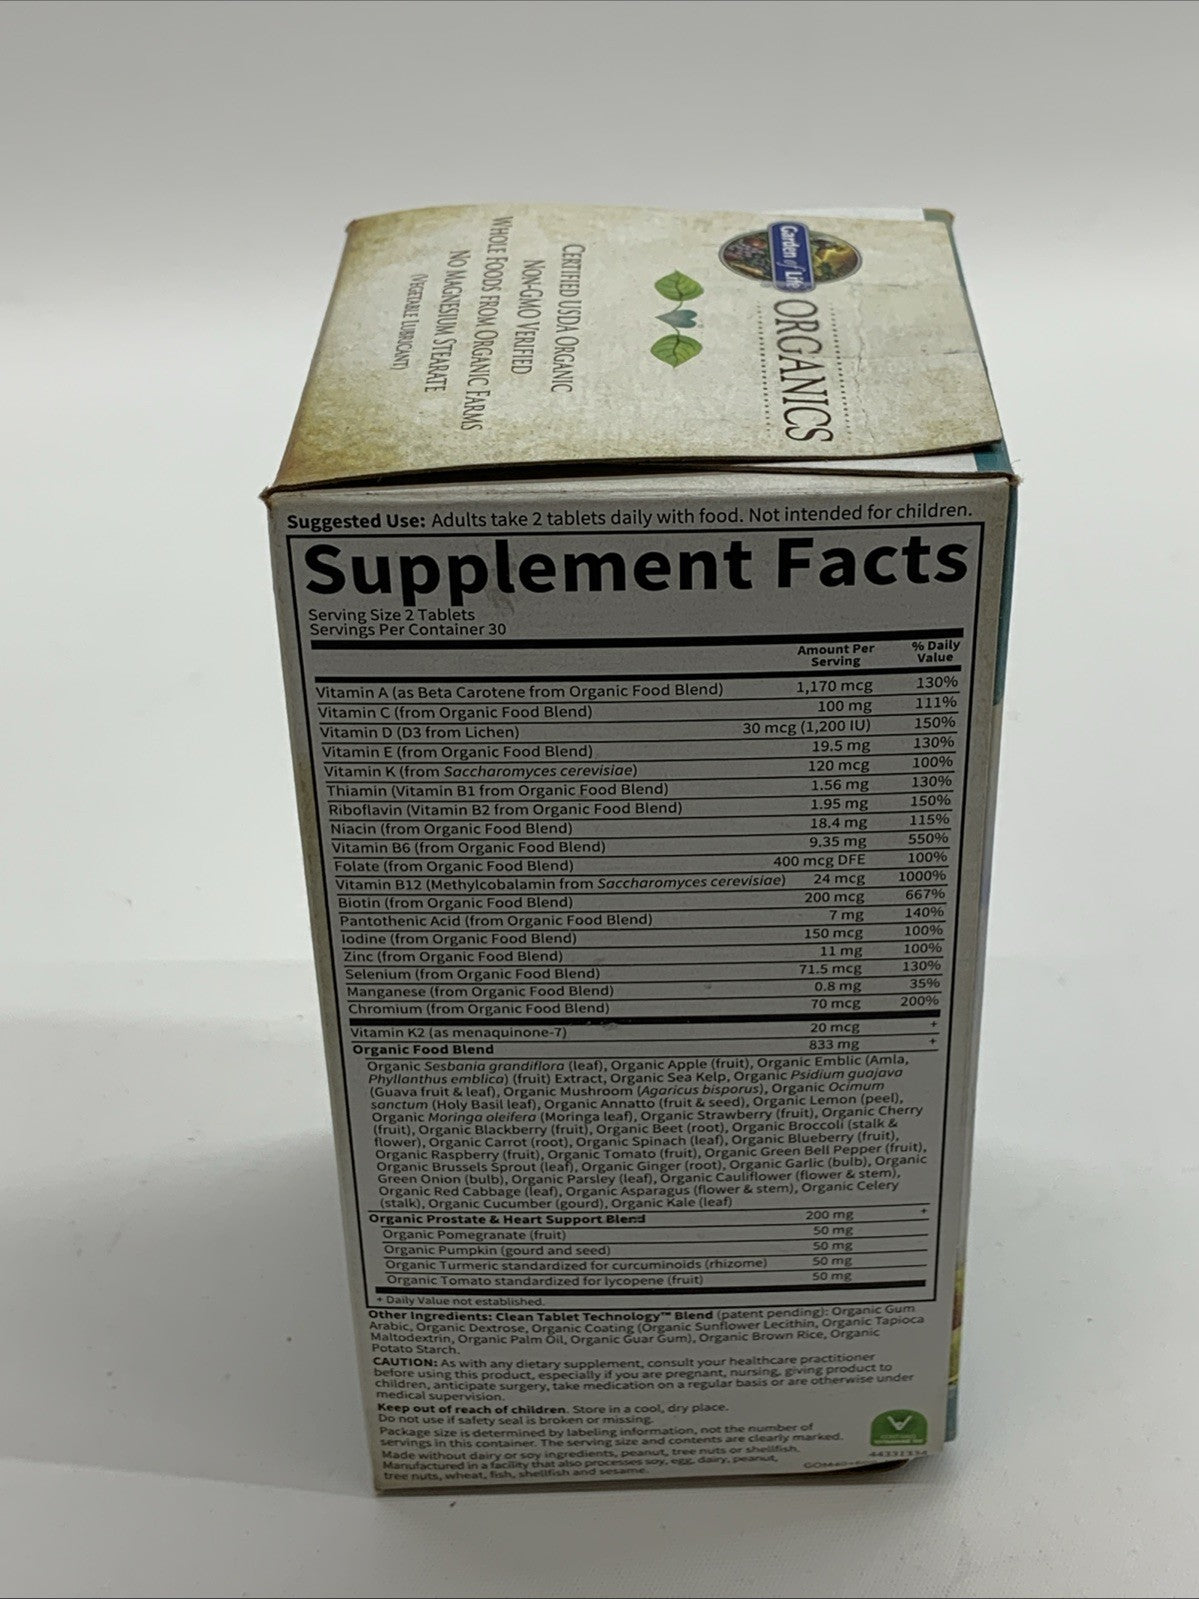 Garden of Life
ORGANICS
CERTIFIED USDA ORGANIC
NON-GMO VERIFIED
WHOLE FOODS FROM ORGANIC FARMS
NO MAGNESIUM STEARATE
(VEGETABLE LUBRICANT)
Suggested Use: Adults take 2 tablets daily with food. Not intended for children.
Supplement Facts
Serving Size 2 Tablets
Servings Per Container 30
Amount Per Serving % Daily Value
Vitamin A (as Beta Carotene from Organic Food Blend) 1,170 mcg 130%
Vitamin C (from Organic Food Blend) 100 mg 111%
Vitamin D (D3 from Lichen) 30 mcg (1,200 IU) 150%
Vitamin E (from Organic Food Blend) 19.5 mg 130%
Vitamin K (from Saccharomyces cerevisiae) 120 mcg 100%
Thiamin (Vitamin B1 from Organic Food Blend) 1.56 mg 130%
Riboflavin (Vitamin B2 from Organic Food Blend) 1.95 mg 150%
Niacin (from Organic Food Blend) 18.4 mg 115%
Vitamin B6 (from Organic Food Blend) 9.35 mg 550%
Folate (from Organic Food Blend) 400 mcg DFE 100%
Vitamin B12 (Methylcobalamin from Saccharomyces cerevisiae) 24 mcg 1000%
Biotin (from Organic Food Blend) 200 mcg 667%
Pantothenic Acid (from Organic Food Blend) 7 mg 140%
Iodine (from Organic Food Blend) 150 mcg 100%
Zinc (from Organic Food Blend) 11 mg 100%
Selenium (from Organic Food Blend) 71.5 mcg 130%
Manganese (from Organic Food Blend) 0.8 mg 35%
Chromium (from Organic Food Blend) 70 mcg 200%
Vitamin K2 (as menaquinone-7) 20 mcg +
Organic Food Blend 833 mg +
Organic Sesbania grandiflora (leaf), Organic Apple (fruit), Organic Emblic (Amla,
Phyllanthus emblica) (fruit) Extract, Organic Sea Kelp, Organic Psidium guajava
(Guava fruit & leaf), Organic Mushroom (Agaricus bisporus), Organic Ocimum
sanctum (Holy Basil leaf), Organic Annatto (fruit & seed), Organic Lemon (peel),
Organic Moringa oleifera (Moringa leaf), Organic Strawberry (fruit), Organic Cherry
(fruit), Organic Blackberry (fruit), Organic Beet (root), Organic Broccoli (stalk &
flower), Organic Carrot (root), Organic Spinach (leaf), Organic Blueberry (fruit),
Organic Raspberry (fruit), Organic Tomato (fruit), Organic Green Bell Pepper (fruit),
Organic Brussels Sprout (leaf), Organic Ginger (root), Organic Garlic (bulb), Organic
Green Onion (bulb), Organic Parsley (leaf), Organic Cauliflower (flower & stem),
Organic Red Cabbage (leaf), Organic Asparagus (flower & stem), Organic Celery
(stalk), Organic Cucumber (gourd), Organic Kale (leaf)
Organic Prostate & Heart Support Blend 200 mg +
Organic Pomegranate (fruit) 50 mg
Organic Pumpkin (gourd and seed) 50 mg
Organic Turmeric standardized for curcuminoids (rhizome) 50 mg
Organic Tomato standardized for lycopene (fruit) 50 mg
+ Daily Value not established.
Other Ingredients: Clean Tablet Technology™ Blend (patent pending): Organic Gum
Arabic, Organic Dextrose, Organic Coating (Organic Sunflower Lecithin, Organic Tapioca
Maltodextrin, Organic Palm Oil, Organic Guar Gum), Organic Brown Rice, Organic
Potato Starch.
CAUTION: As with any dietary supplement, consult your healthcare practitioner
before using this product, especially if you are pregnant, nursing, giving product to
children, anticipate surgery, take medication on a regular basis or are otherwise under
medical supervision.
Keep out of reach of children. Store in a cool, dry place.
Do not use if safety seal is broken or missing.
Package size is determined by labeling information, not the number of
servings in this container. The serving size and contents are clearly marked.
Made without dairy or soy ingredients, peanut, tree nuts or shellfish.
Manufactured in a facility that also processes soy, egg, dairy, peanut,
tree nuts, wheat, fish, shellfish and sesame.